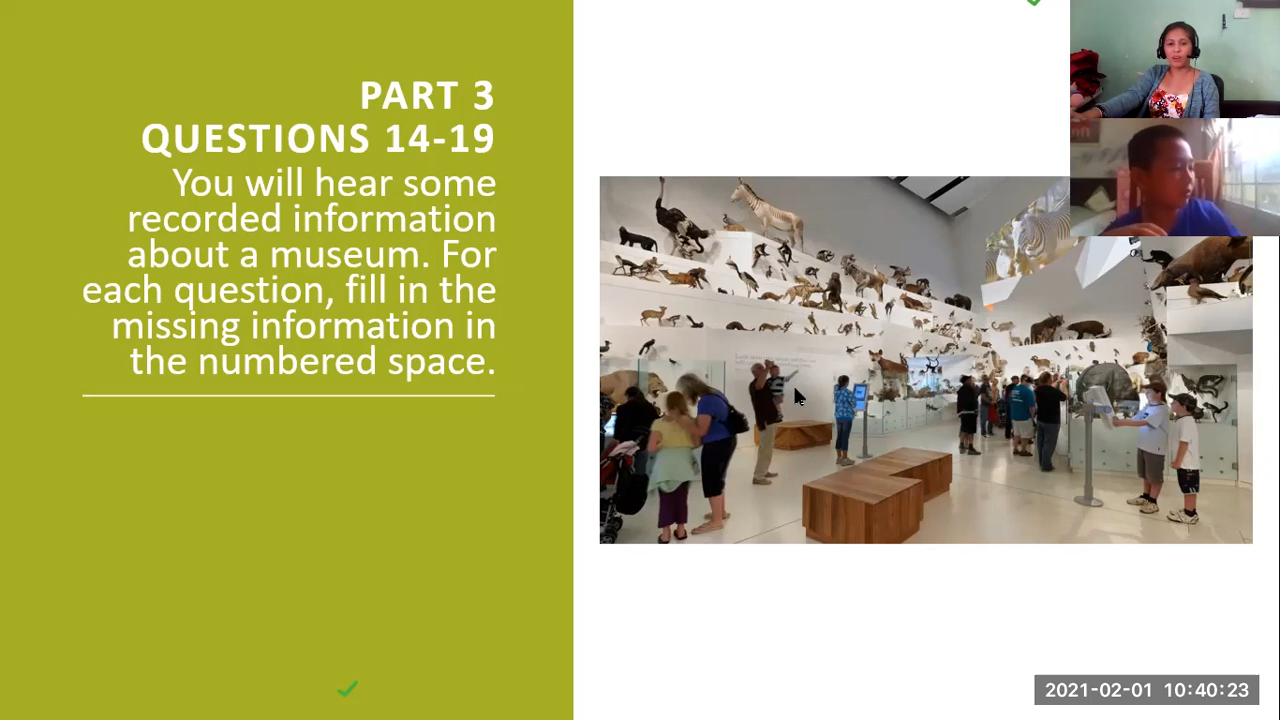 PART 3
QUESTIONS 14-19
You will hear some
recorded information
about a museum. For
each question, fill in the
missing information in
the numbered space.
2021-02-01 10:40:23